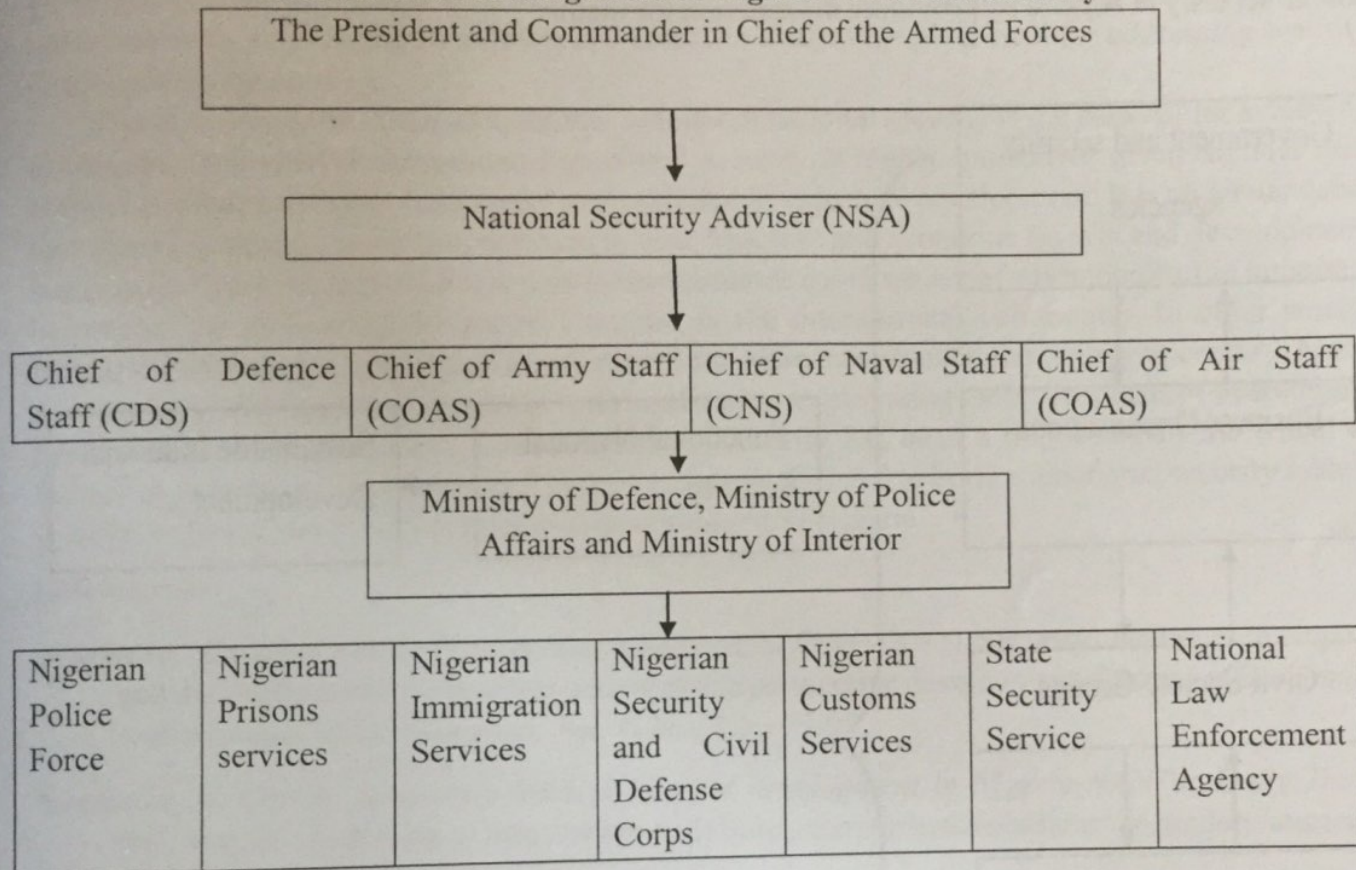 The President and Commander in Chief of the Armed Forces
National Security Adviser (NSA)
Chief of Defence
Staff (CDS)
Chief of Army Staff
(COAS)
Chief of Naval Staff
(CNS)
Chief of Air Staff
(COAS)
Ministry of Defence, Ministry of Police
Affairs and Ministry of Interior
Nigerian
Police
Force
Nigerian
Prisons
services
Nigerian
Immigration
Services
Nigerian
Security
and Civil
Defense
Corps
Nigerian
Customs
Services
State
Security
Service
National
Law
Enforcement
Agency